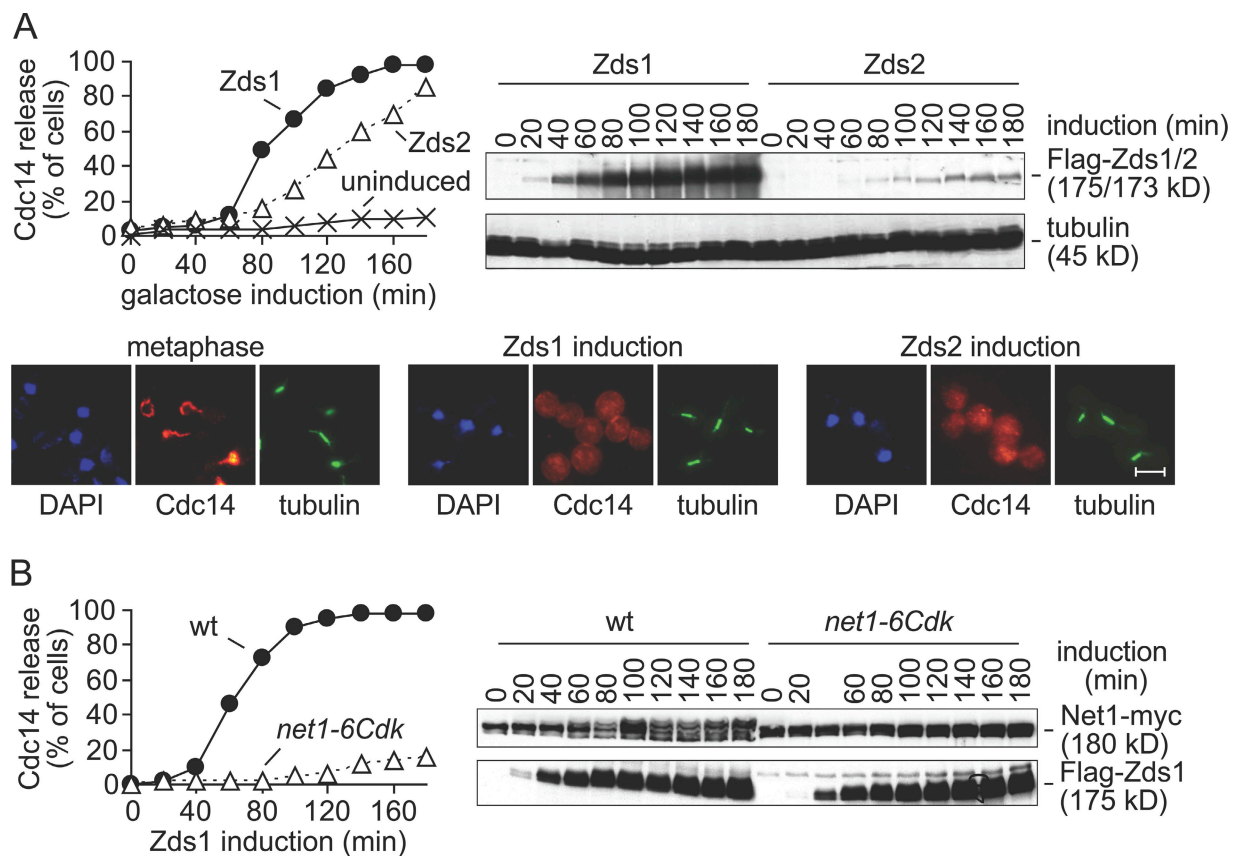 A
Cdc14 release
(% of cells)
100
80
60
40
20
0
0 40 80 120 160
galactose induction (min)
Zds1
Zds2
uninduced
Zds1 Zds2
0 20 40 60 80 100 120 140 160 180 0 20 40 60 80 100 120 140 160 180
induction (min)
Flag-Zds1/2
(175/173 kD)
tubulin
(45 kD)
metaphase Zds1 induction Zds2 induction
DAPI Cdc14 tubulin DAPI Cdc14 tubulin DAPI Cdc14 tubulin
B
Cdc14 release
(% of cells)
100
80
60
40
20
0
0 40 80 120 160
Zds1 induction (min)
wt
net1-6Cdk
wt net1-6Cdk
0 20 40 60 80 100 120 140 160 180 0 20 60 80 100 120 140 160 180
induction
(min)
Net1-myc
(180 kD)
Flag-Zds1
(175 kD)